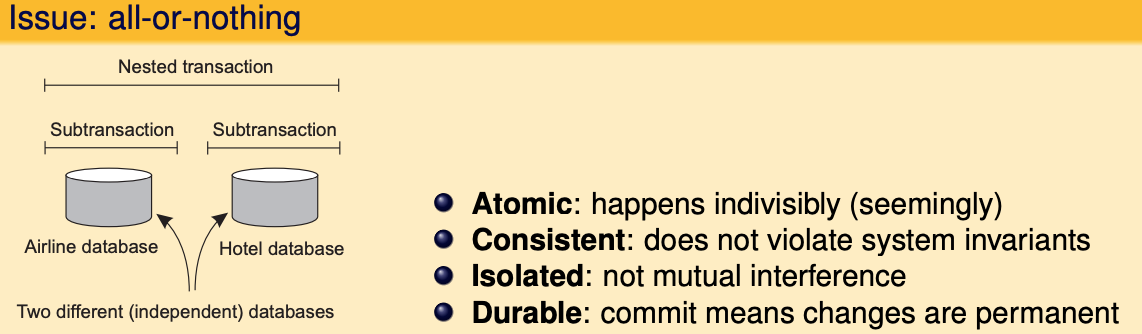 Issue: all-or-nothing
Nested transaction
Subtransaction Subtransaction
Airline database Hotel database
Two different (independent) databases
Atomic: happens indivisibly (seemingly)
Consistent: does not violate system invariants
Isolated: not mutual interference
Durable: commit means changes are permanent